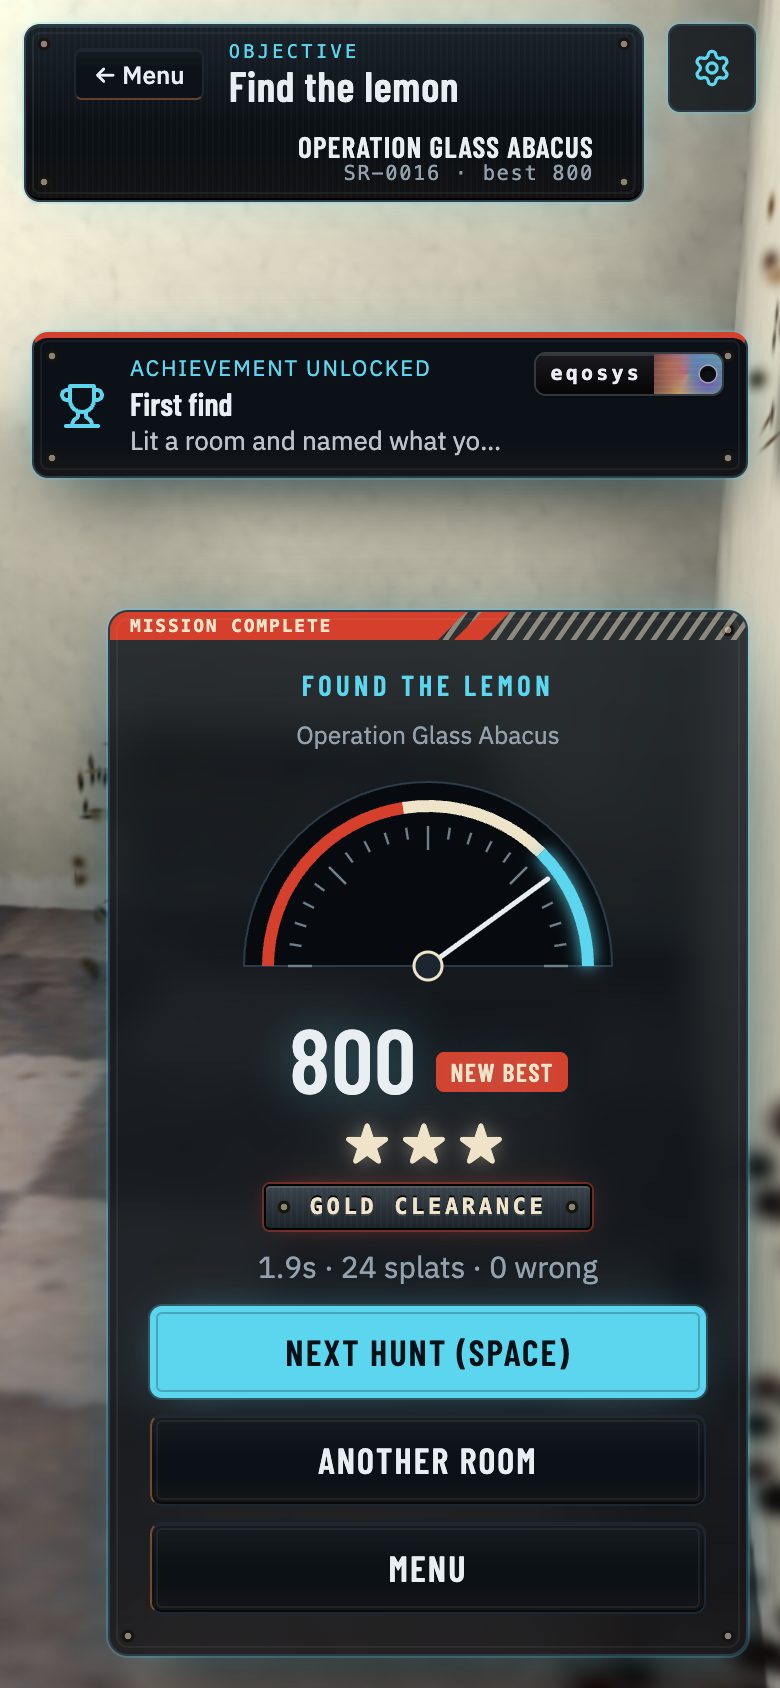 ← Menu
OBJECTIVE
Find the lemon
OPERATION GLASS ABACUS
SR-0016 · best 800
ACHIEVEMENT UNLOCKED
eqosys
First find
Lit a room and named what yo...
MISSION COMPLETE
FOUND THE LEMON
Operation Glass Abacus
800
NEW BEST
GOLD CLEARANCE
1.9s · 24 splats · 0 wrong
NEXT HUNT (SPACE)
ANOTHER ROOM
MENU